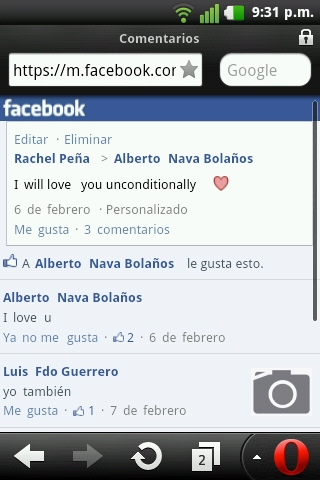 9:31 p.m.
Comentarios
https://m.facebook.cor Google
facebook
Editar · Eliminar
Rachel Peña > Alberto Nava Bolaños
I will love you unconditionally
6 de febrero · Personalizado
Me gusta · 3 comentarios
A Alberto Nava Bolaños le gusta esto.
Alberto Nava Bolaños
I love u
Ya no me gusta · 2 · 6 de febrero
Luis Fdo Guerrero
yo también
Me gusta · 1 · 7 de febrero
2